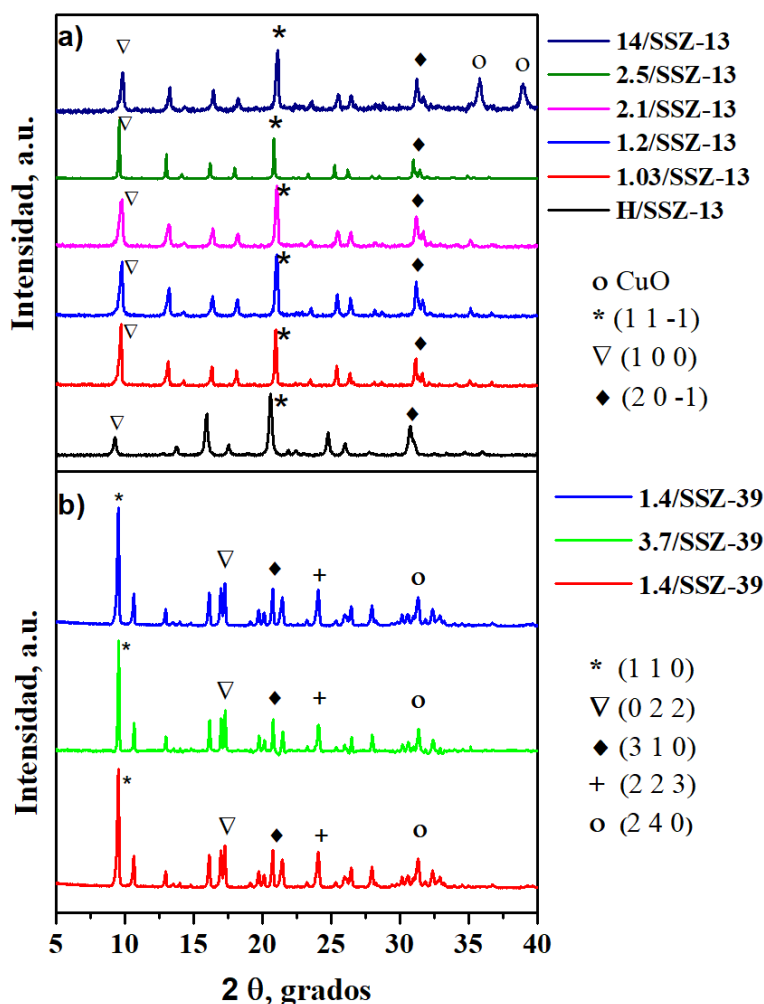 a)
▽
*
◆
o
o
14/SSZ-13
2.5/SSZ-13
2.1/SSZ-13
1.2/SSZ-13
1.03/SSZ-13
H/SSZ-13
▽
*
◆
▽
*
◆
▽
*
◆
▽
*
◆
▽
*
◆
Intensidad, a.u.
o CuO
* (1 1 -1)
▽ (1 0 0)
◆ (2 0 -1)
b)
*
▽
◆
+
o
1.4/SSZ-39
3.7/SSZ-39
1.4/SSZ-39
*
▽
◆
+
o
*
▽
◆
+
o
Intensidad, a.u.
* (1 1 0)
▽ (0 2 2)
◆ (3 1 0)
+ (2 2 3)
o (2 4 0)
5 10 15 20 25 30 35 40
2 θ, grados